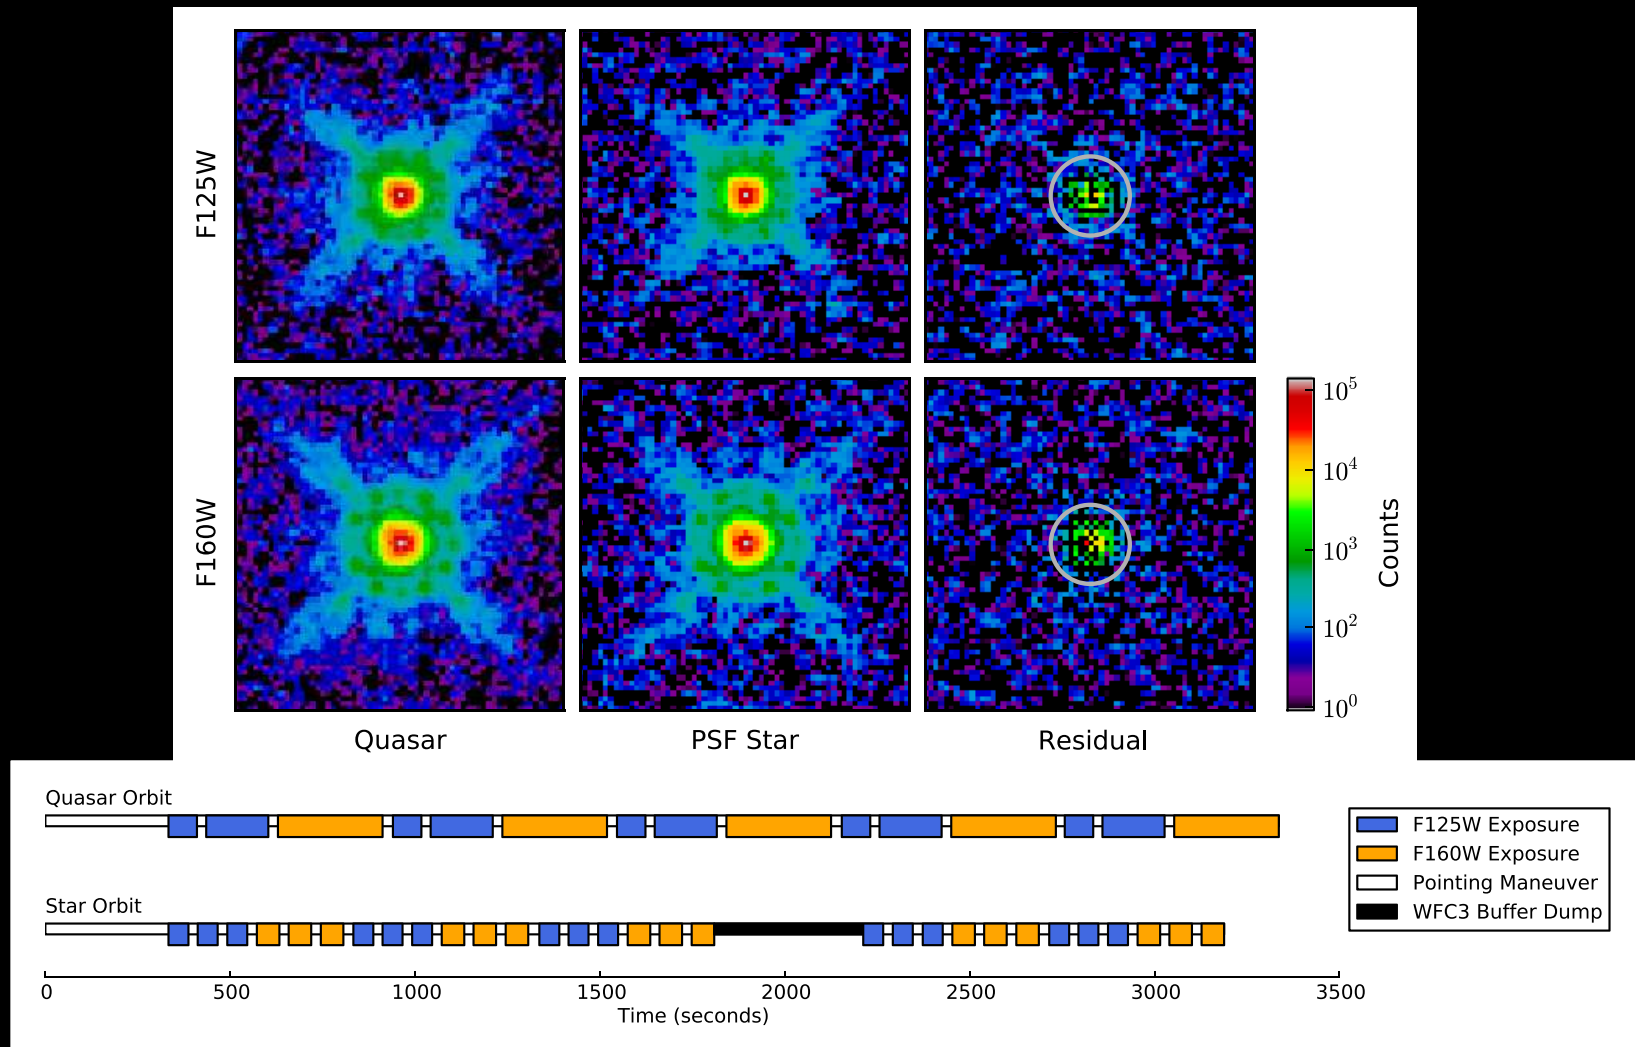 F125W
F160W
10^5
10^4
10^3
10^2
10^0
Counts
Quasar
PSF Star
Residual
Quasar Orbit
Star Orbit
F125W Exposure
F160W Exposure
Pointing Maneuver
WFC3 Buffer Dump
0 500 1000 1500 2000 2500 3000 3500
Time (seconds)